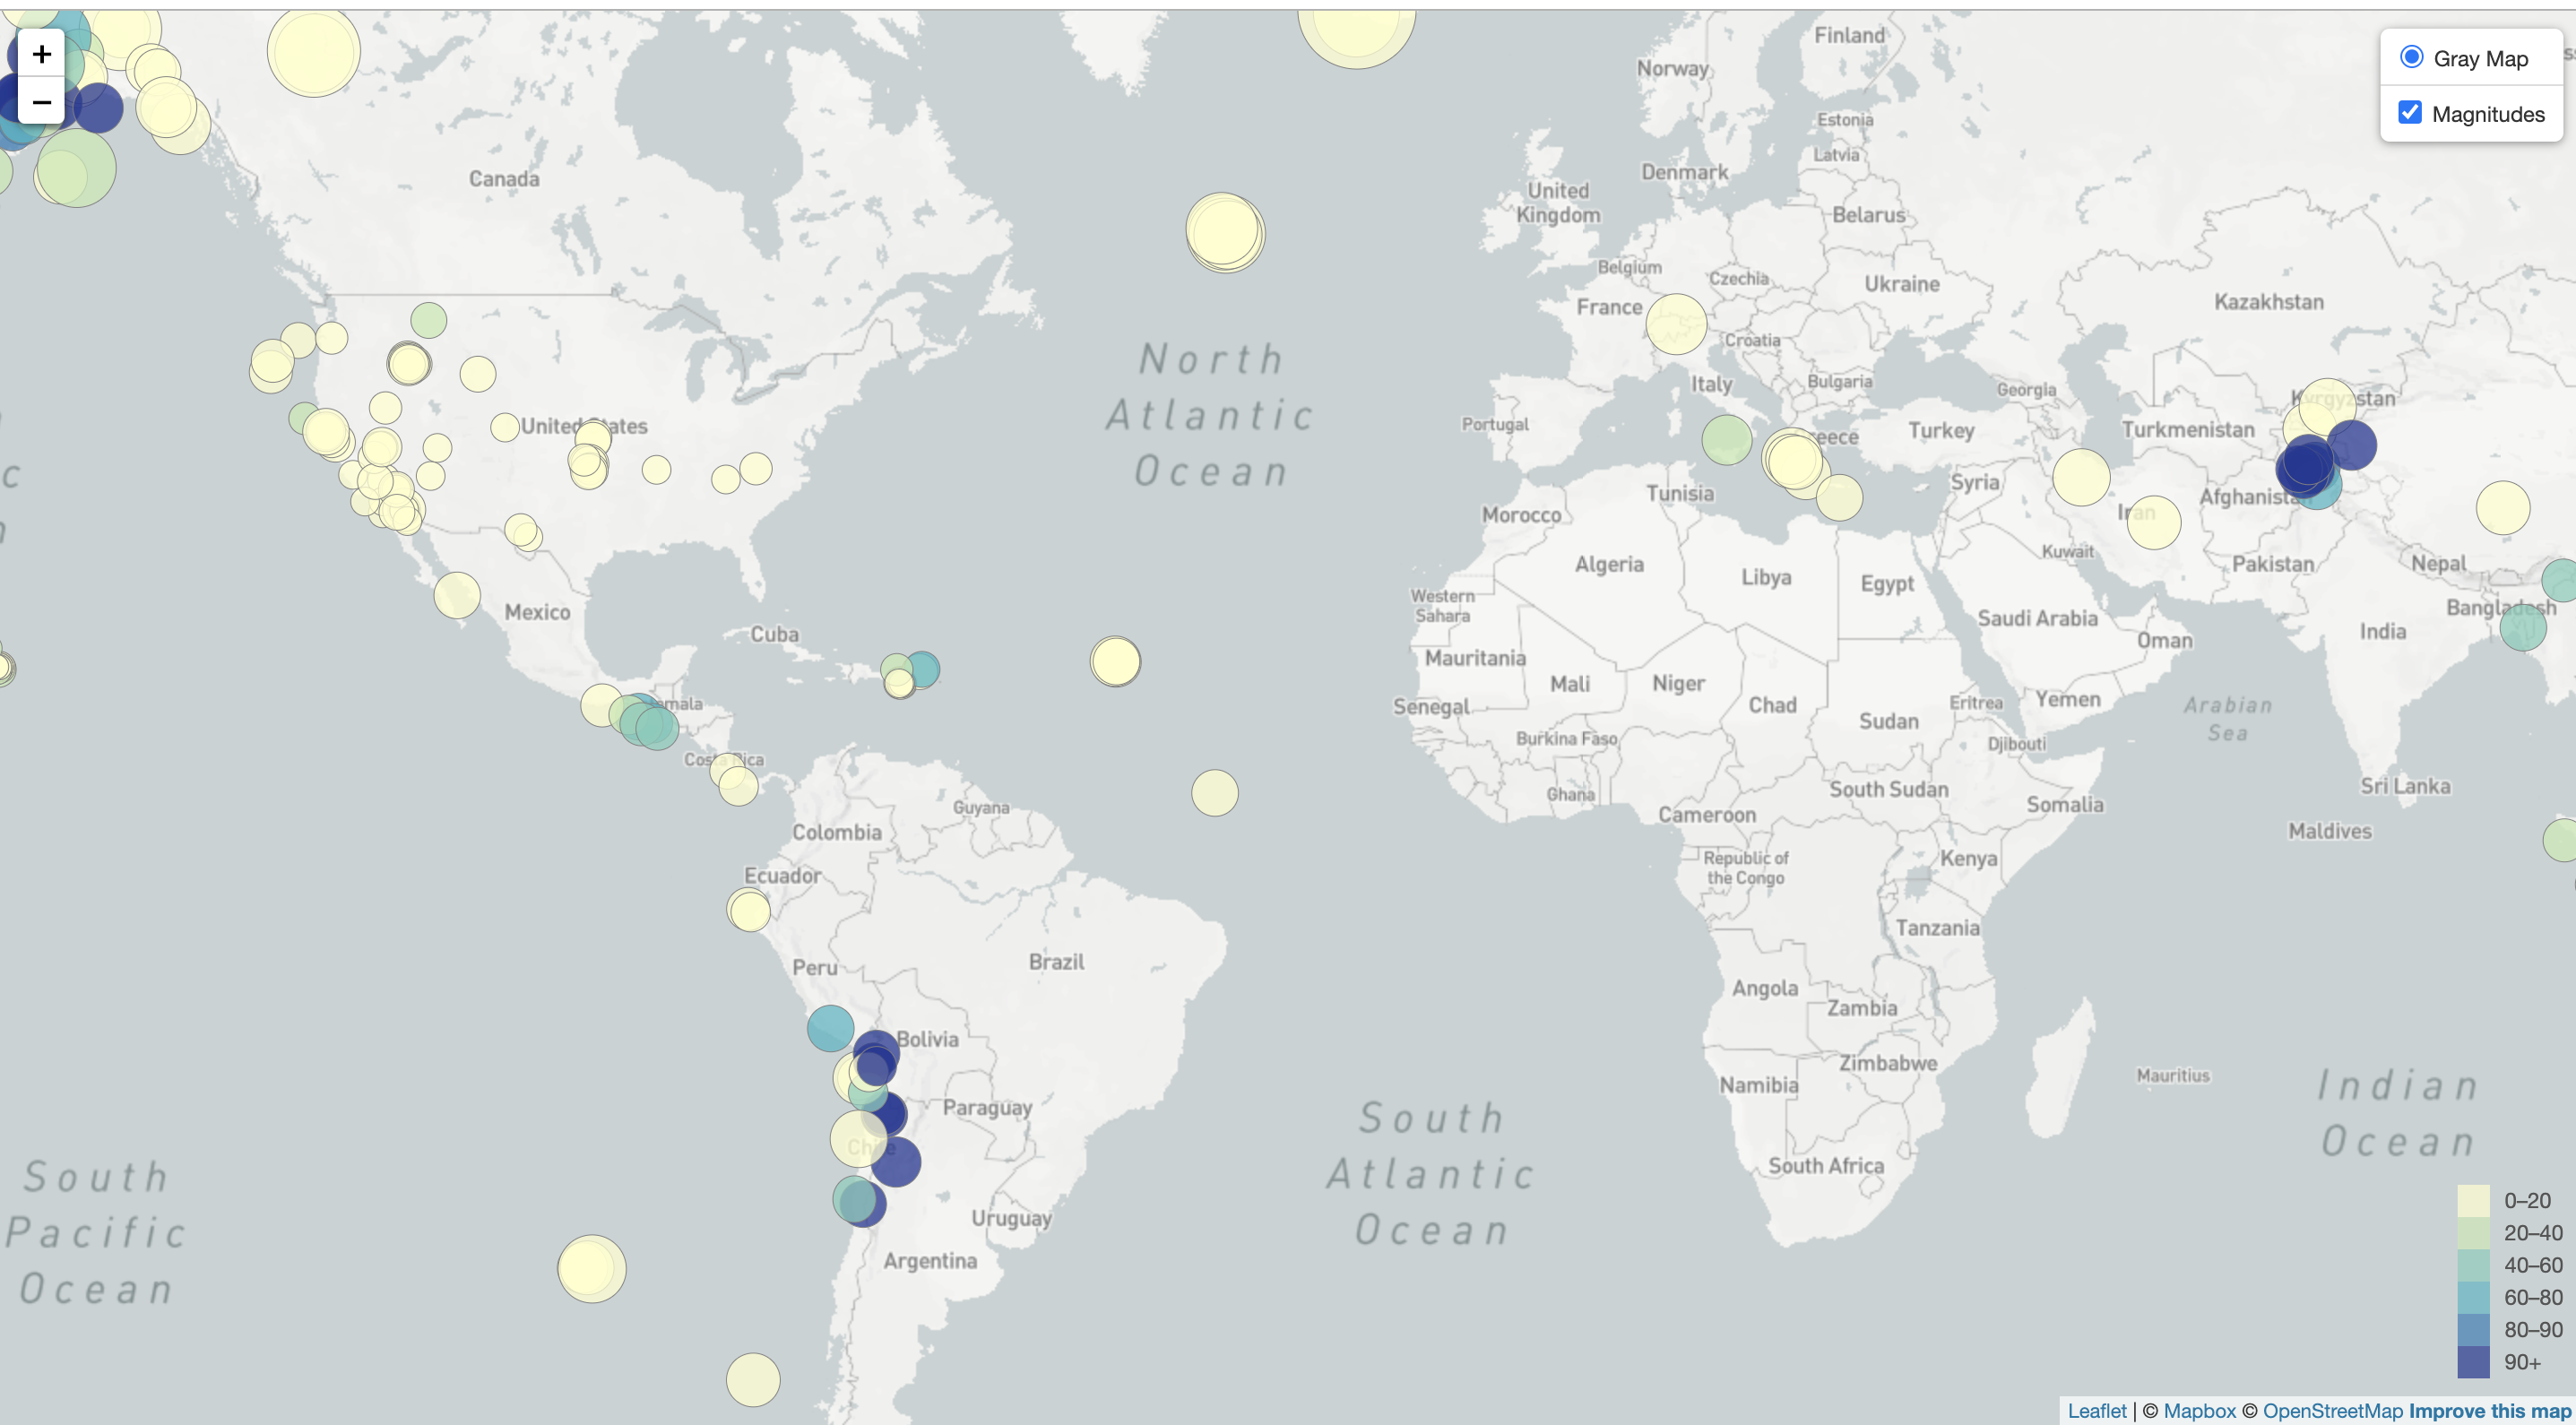 +
−
Gray Map
Magnitudes
Finland
Norway
Estonia
Latvia
Denmark
Canada
United
Kingdom
Belarus
Belgium
Czechia
Ukraine
France
Kazakhstan
Croatia
Italy
Bulgaria
Georgia
Kyrgyzstan
North
Atlantic
Ocean
Portugal
United States
Turkey
Turkmenistan
Tunisia
Syria
Afghanistan
Morocco
Iran
Kuwait
Algeria
Libya
Egypt
Pakistan
Nepal
Western
Sahara
Mexico
Bangladesh
Saudi Arabia
India
Cuba
Oman
Mauritania
Mali
Niger
Chad
Senegal
Sudan
Eritrea
Yemen
Arabian
Sea
Burkina Faso
Djibouti
Costa Rica
Sri Lanka
Ghana
South Sudan
Somalia
Guyana
Cameroon
Colombia
Maldives
Republic of
the Congo
Kenya
Ecuador
Tanzania
Peru
Brazil
Angola
Zambia
Bolivia
Zimbabwe
Mauritius
Namibia
Indian
Ocean
Paraguay
South
Atlantic
Ocean
Chile
South Africa
South
Pacific
Ocean
Uruguay
Argentina
0–20
20–40
40–60
60–80
80–90
90+
Leaflet | © Mapbox © OpenStreetMap Improve this map